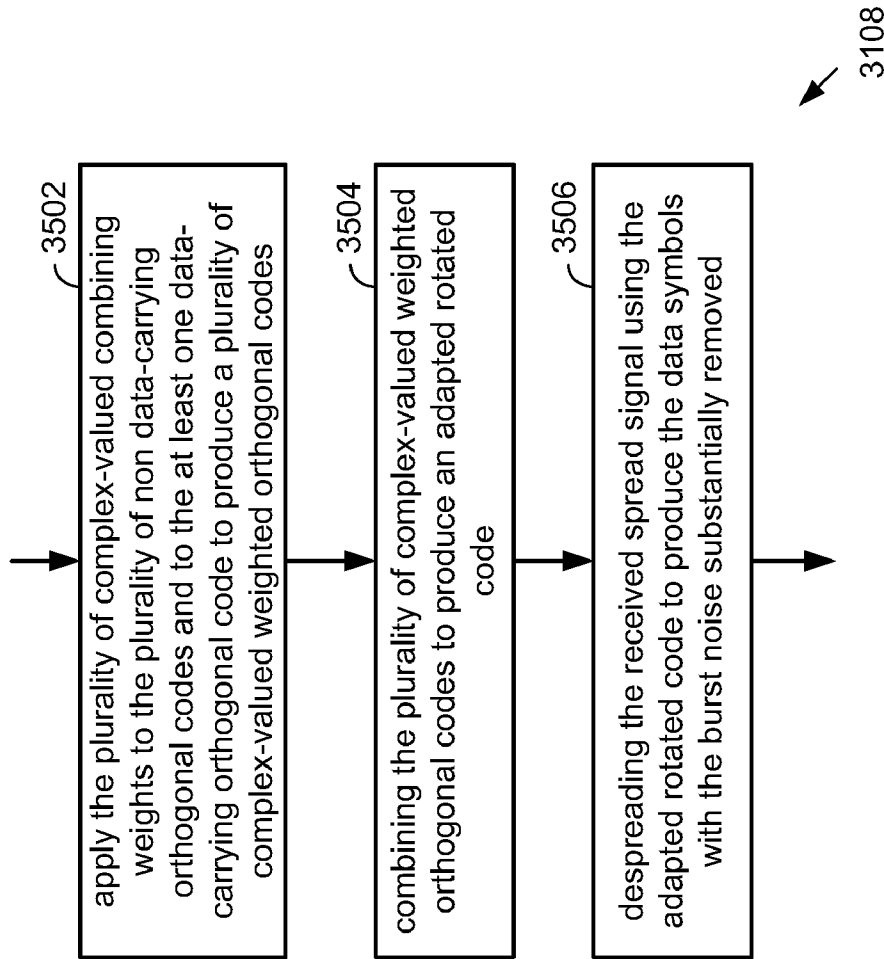 3502
apply the plurality of complex-valued combining
weights to the plurality of non data-carrying
orthogonal codes and to the at least one data-
carrying orthogonal code to produce a plurality of
complex-valued weighted orthogonal codes
3504
combining the plurality of complex-valued weighted
orthogonal codes to produce an adapted rotated
code
3506
despreading the received spread signal using the
adapted rotated code to produce the data symbols
with the burst noise substantially removed
3108